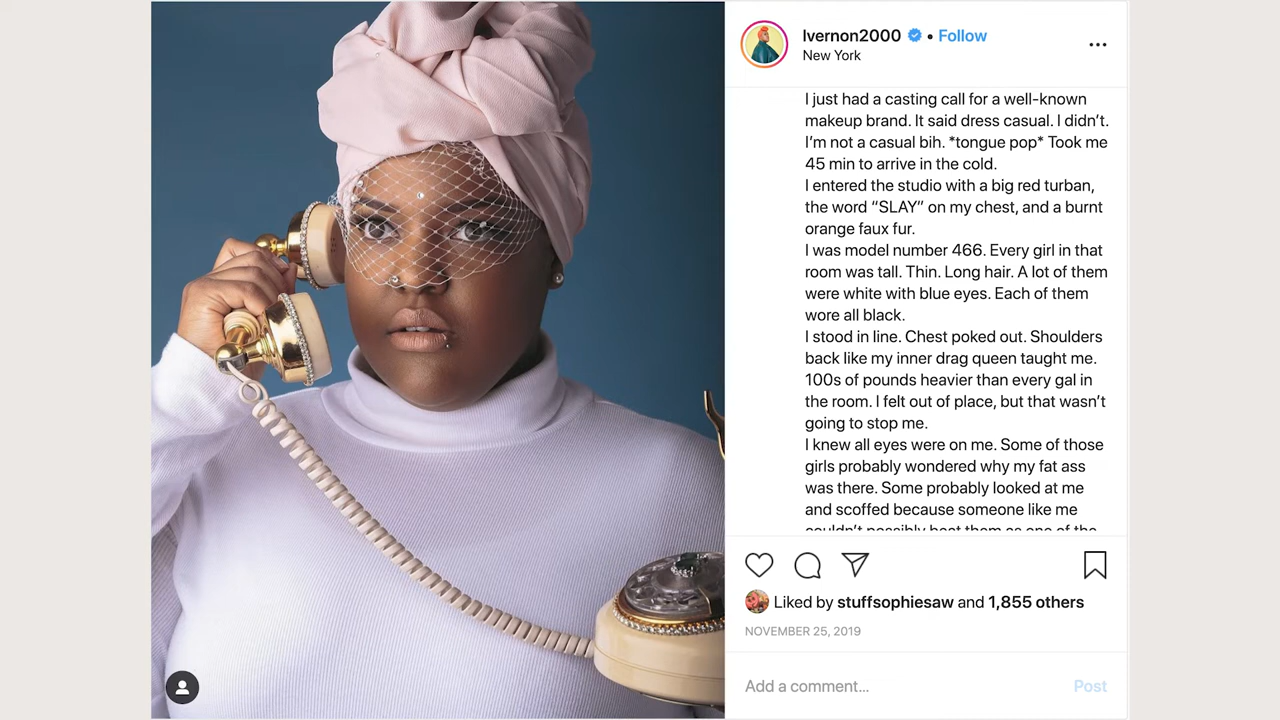 lvernon2000 • Follow
New York
I just had a casting call for a well-known
makeup brand. It said dress casual. I didn't.
I'm not a casual bih. *tongue pop* Took me
45 min to arrive in the cold.
I entered the studio with a big red turban,
the word “SLAY” on my chest, and a burnt
orange faux fur.
I was model number 466. Every girl in that
room was tall. Thin. Long hair. A lot of them
were white with blue eyes. Each of them
wore all black.
I stood in line. Chest poked out. Shoulders
back like my inner drag queen taught me.
100s of pounds heavier than every gal in
the room. I felt out of place, but that wasn't
going to stop me.
I knew all eyes were on me. Some of those
girls probably wondered why my fat ass
was there. Some probably looked at me
and scoffed because someone like me
couldn't possibly beat them as one of the
Liked by stuffsophiesaw and 1,855 others
NOVEMBER 25, 2019
Add a comment...
Post